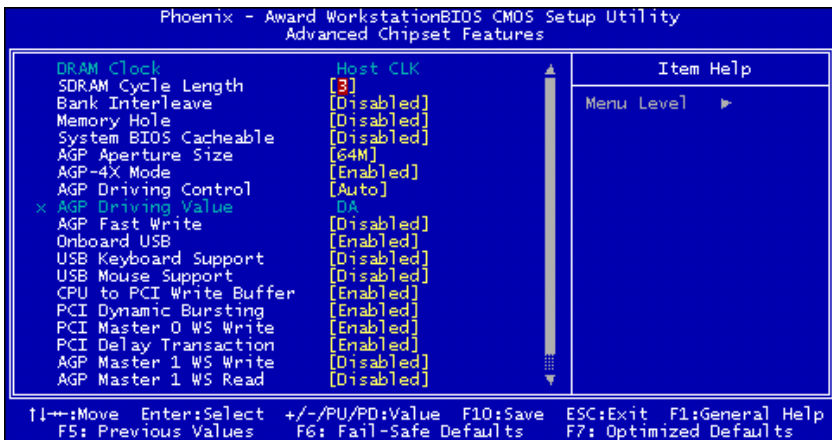 Phoenix - Award WorkstationBIOS CMOS Setup Utility
Advanced Chipset Features
DRAM Clock Host CLK
SDRAM Cycle Length [3]
Bank Interleave [Disabled]
Memory Hole [Disabled]
System BIOS Cacheable [Disabled]
AGP Aperture Size [64M]
AGP-4X Mode [Enabled]
AGP Driving Control [Auto]
x AGP Driving Value DA
AGP Fast Write [Disabled]
Onboard USB [Enabled]
USB Keyboard Support [Disabled]
USB Mouse Support [Disabled]
CPU to PCI Write Buffer [Enabled]
PCI Dynamic Bursting [Enabled]
PCI Master 0 WS Write [Enabled]
PCI Delay Transaction [Enabled]
AGP Master 1 WS Write [Disabled]
AGP Master 1 WS Read [Disabled]
Item Help
Menu Level ►
↑↓→←:Move Enter:Select +/-/PU/PD:Value F10:Save ESC:Exit F1:General Help
F5: Previous Values F6: Fail-Safe Defaults F7: Optimized Defaults